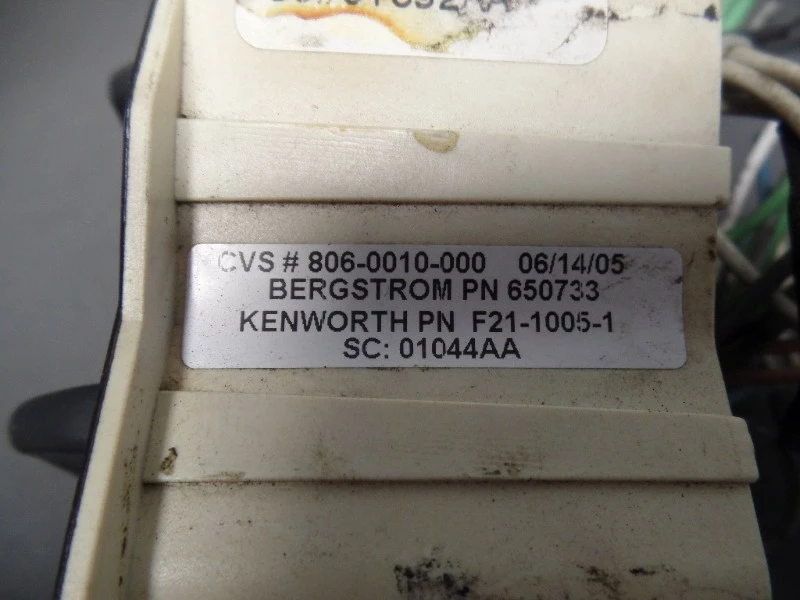 CVS # 806-0010-000 06/14/05
BERGSTROM PN 650733
KENWORTH PN F21-1005-1
SC: 01044AA